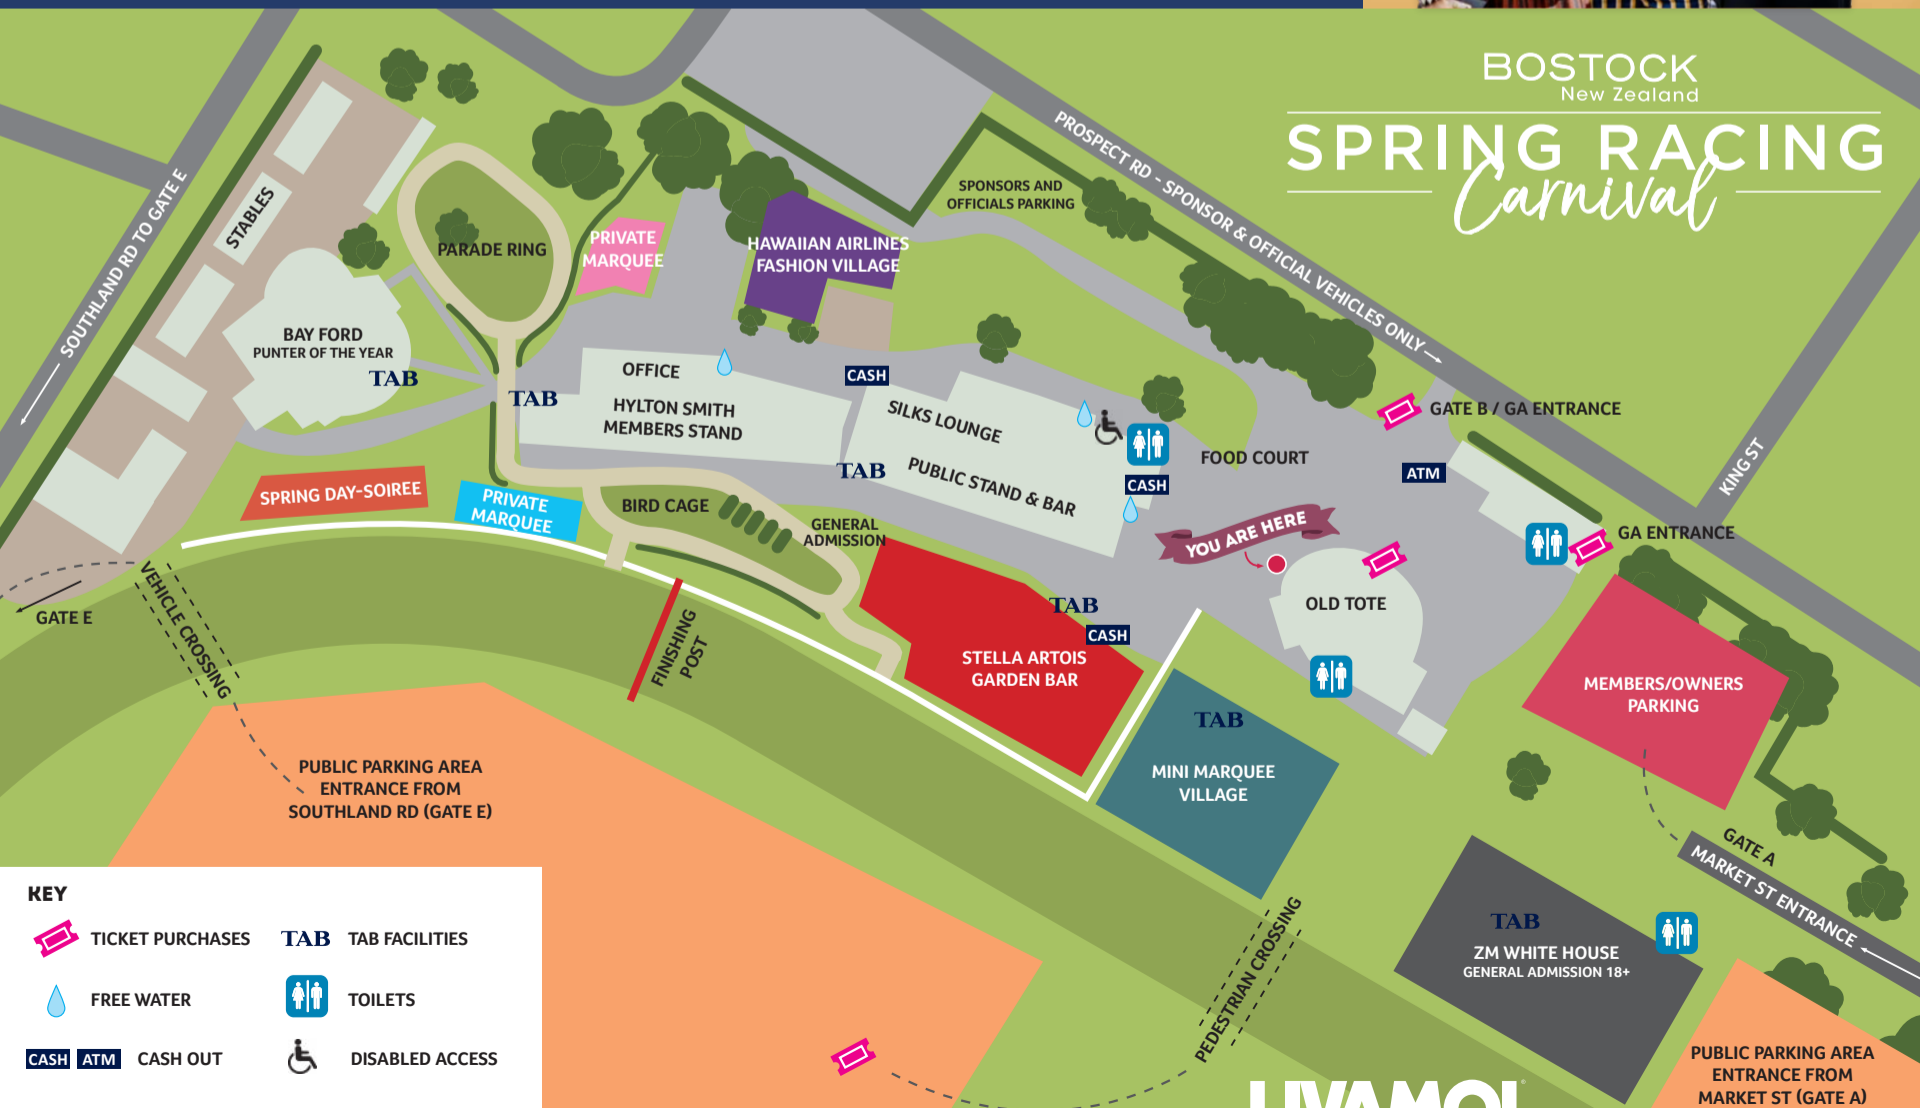 BOSTOCK
New Zealand
SPRING RACING
Carnival
PROSPECT RD - SPONSOR & OFFICIAL VEHICLES ONLY
SOUTHLAND RD TO GATE E
STABLES
PARADE RING
PRIVATE
MARQUEE
HAWAIIAN AIRLINES
FASHION VILLAGE
SPONSORS AND
OFFICIALS PARKING
BAY FORD
PUNTER OF THE YEAR
TAB
TAB
OFFICE
HYLTON SMITH
MEMBERS STAND
CASH
SILKS LOUNGE
PUBLIC STAND & BAR
TAB
CASH
FOOD COURT
GATE B / GA ENTRANCE
ATM
KING ST
GA ENTRANCE
SPRING DAY-SOIREE
PRIVATE
MARQUEE
BIRD CAGE
GENERAL
ADMISSION
YOU ARE HERE
OLD TOTE
TAB
CASH
STELLA ARTOIS
GARDEN BAR
GATE E
VEHICLE CROSSING
FINISHING
POST
MEMBERS/OWNERS
PARKING
TAB
MINI MARQUEE
VILLAGE
PUBLIC PARKING AREA
ENTRANCE FROM
SOUTHLAND RD (GATE E)
GATE A
MARKET ST ENTRANCE
TAB
ZM WHITE HOUSE
GENERAL ADMISSION 18+
PEDESTRIAN CROSSING
PUBLIC PARKING AREA
ENTRANCE FROM
MARKET ST (GATE A)
KEY
TICKET PURCHASES
TAB TAB FACILITIES
FREE WATER
TOILETS
CASH ATM CASH OUT
DISABLED ACCESS
LIVAMOL